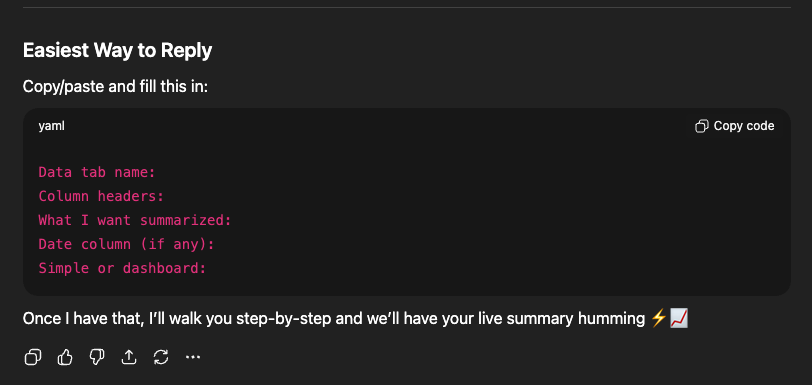 Easiest Way to Reply
Copy/paste and fill this in:
yaml
Copy code
Data tab name:
Column headers:
What I want summarized:
Date column (if any):
Simple or dashboard:
Once I have that, I’ll walk you step-by-step and we’ll have your live summary humming ⚡📈